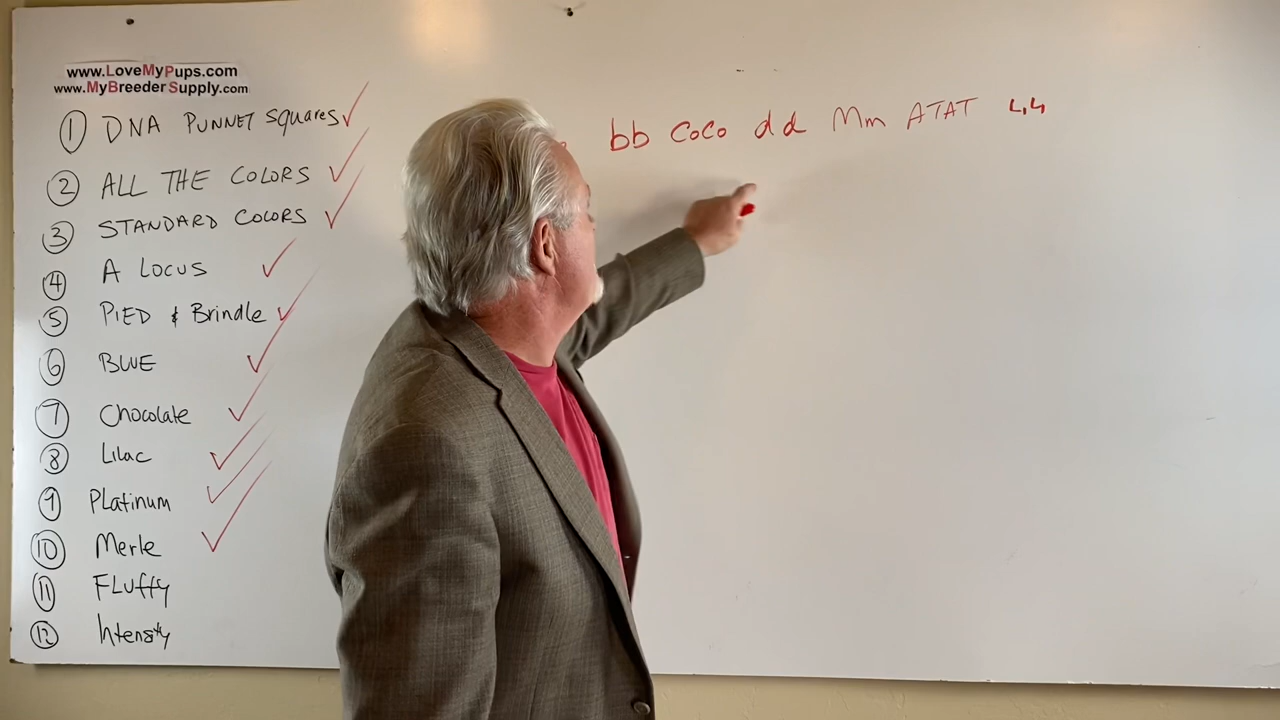 www.LoveMyPups.com
www.MyBreederSupply.com
1 DNA PUNNET SQUARES ✓
2 ALL THE COLORS ✓
3 STANDARD COLORS ✓
4 A LOCUS ✓
5 PIED & Brindle ✓
6 BLUE ✓
7 Chocolate ✓
8 Lilac ✓
9 Platinum ✓
10 Merle ✓
11 FLuffy
12 Intensity
bb CoCo dd Mm ATAT